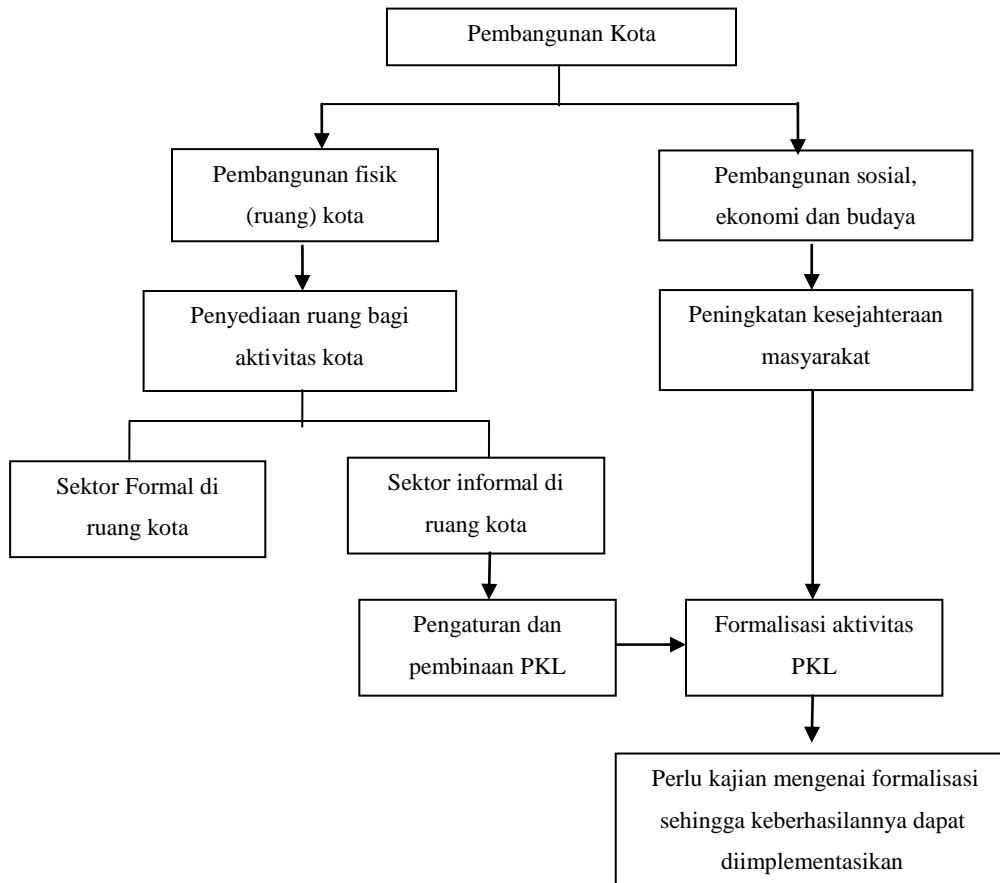 Pembangunan Kota
Pembangunan fisik
(ruang) kota
Pembangunan sosial,
ekonomi dan budaya
Penyediaan ruang bagi
aktivitas kota
Peningkatan kesejahteraan
masyarakat
Sektor Formal di
ruang kota
Sektor informal di
ruang kota
Pengaturan dan
pembinaan PKL
Formalisasi aktivitas
PKL
Perlu kajian mengenai formalisasi
sehingga keberhasilannya dapat
diimplementasikan